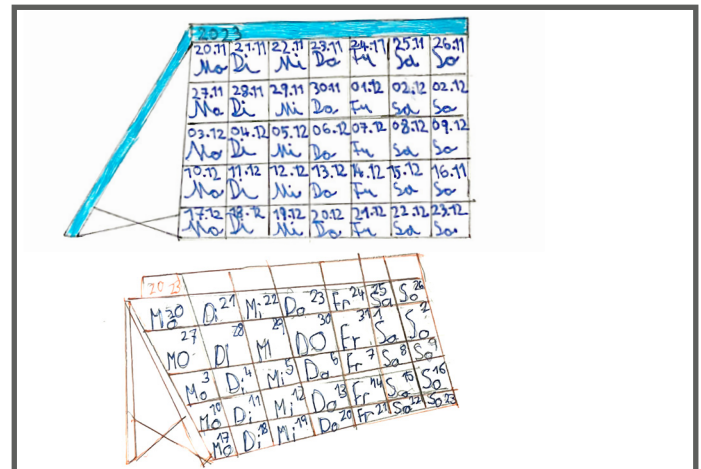 2023
20.11 21.11 22.11 23.11 24.11 25.11 26.11
Mo Di Mi Do Fr Sa So
27.11 28.11 29.11 30.11 01.12 02.12 02.12
Mo Di Mi Do Fr Sa So
03.12 04.12 05.12 06.12 07.12 08.12 09.12
Mo Di Mi Do Fr Sa So
10.12 11.12 12.12 13.12 14.12 15.12 16.11
Mo Di Mi Do Fr Sa So
17.12 18.12 19.12 20.12 21.12 22.12 23.12
Mo Di Mi Do Fr Sa So
2023
Mo 20 Di 21 Mi 22 Do 23 Fr 24 Sa 25 So 26
Mo 27 Di 28 Mi 29 DO 30 Fr Sa So 2
Mo 3 Di 4 Mi 5 Do 6 Fr 7 Sa 8 So 9
Mo 10 Di 11 Mi 12 Do 13 Fr 14 Sa 15 So 16
Mo 17 Di 18 Mi 19 Do 20 Fr 21 Sa 22 So 23